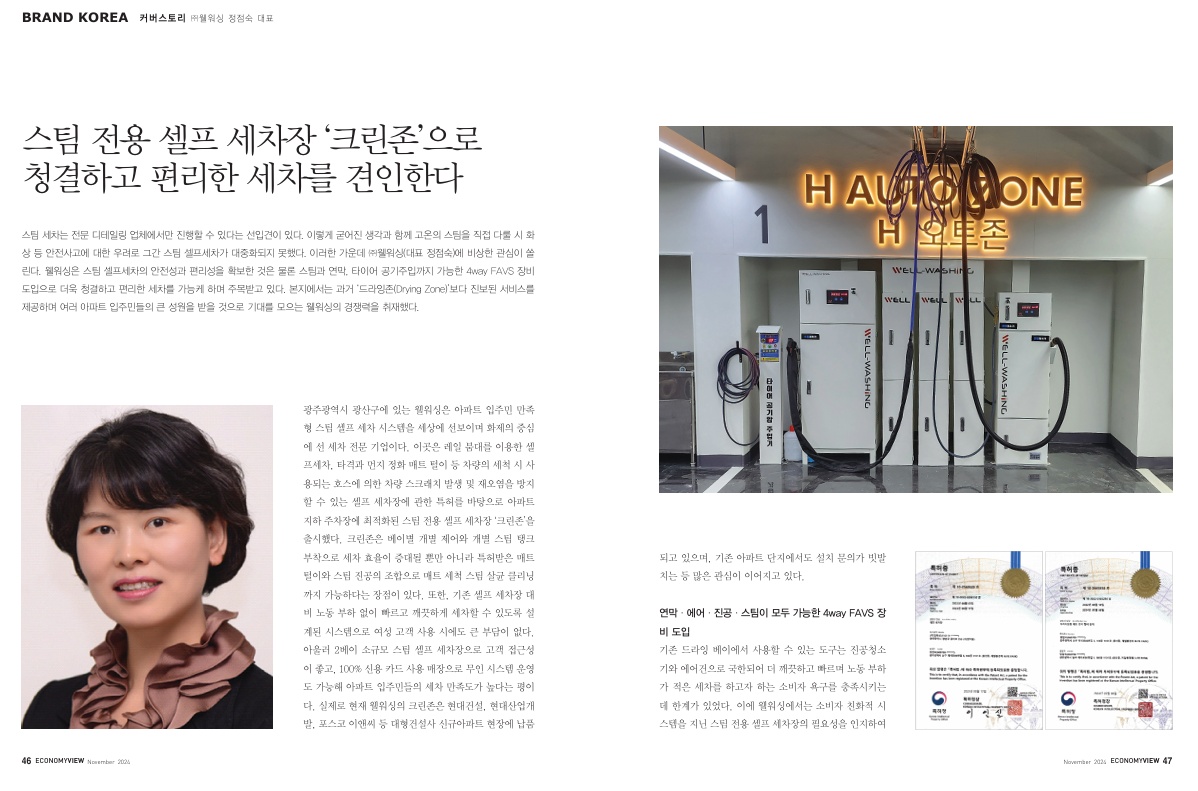 BRAND KOREA 커버스토리 ㈜웰워싱 정점숙 대표
스팀 전용 셀프 세차장 ‘크린존’으로
청결하고 편리한 세차를 견인한다
스팀 세차는 전문 디테일링 업체에서만 진행할 수 있다는 선입견이 있다. 이렇게 굳어진 생각과 함께 고온의 스팀을 직접 다룰 시 화
상 등 안전사고에 대한 우려로 그간 스팀 셀프세차가 대중화되지 못했다. 이러한 가운데 ㈜웰워싱(대표 정점숙)에 비상한 관심이 쏠
린다. 웰워싱은 스팀 셀프세차의 안전성과 편리성을 확보한 것은 물론 스팀과 연막, 타이어 공기주입까지 가능한 4way FAVS 장비
도입으로 더욱 청결하고 편리한 세차를 가능케 하며 주목받고 있다. 본지에서는 과거 ‘드라잉존(Drying Zone)’보다 진보된 서비스를
제공하며 여러 아파트 입주민들의 큰 성원을 받을 것으로 기대를 모으는 웰워싱의 경쟁력을 취재했다.
광주광역시 광산구에 있는 웰워싱은 아파트 입주민 만족
형 스팀 셀프 세차 시스템을 세상에 선보이며 화제의 중심
에 선 세차 전문 기업이다. 이곳은 레일 붐대를 이용한 셀
프세차, 타격과 먼지 정화 매트 털이 등 차량의 세척 시 사
용되는 호스에 의한 차량 스크래치 발생 및 재오염을 방지
할 수 있는 셀프 세차장에 관한 특허를 바탕으로 아파트
지하 주차장에 최적화된 스팀 전용 셀프 세차장 ‘크린존’을
출시했다. 크린존은 베이별 개별 제어와 개별 스팀 탱크
부착으로 세차 효율이 증대될 뿐만 아니라 특허받은 매트
털이와 스팀 진공의 조합으로 매트 세척 스팀 살균 클리닝
까지 가능하다는 장점이 있다. 또한, 기존 셀프 세차장 대
비 노동 부하 없이 빠르고 깨끗하게 세차할 수 있도록 설
계된 시스템으로 여성 고객 사용 시에도 큰 부담이 없다.
아울러 2베이 소규모 스팀 셀프 세차장으로 고객 접근성
이 좋고, 100% 신용 카드 사용 매장으로 무인 시스템 운영
도 가능해 아파트 입주민들의 세차 만족도가 높다는 평이
다. 실제로 현재 웰워싱의 크린존은 현대건설, 현대산업개
발, 포스코 이앤씨 등 대형건설사 신규아파트 현장에 납품
46 ECONOMYVIEW November 2024
1
H AUTO ZONE
H 오토존
WELL-WASHING
WELL
WELL
WELL
WELL-WASHING
WELL-WASHING
타이어 공기압 주입기
되고 있으며, 기존 아파트 단지에서도 설치 문의가 빗발
치는 등 많은 관심이 이어지고 있다.
연막 · 에어 · 진공 · 스팀이 모두 가능한 4way FAVS 장
비 도입
기존 드라잉 베이에서 사용할 수 있는 도구는 진공청소
기와 에어건으로 국한되어 더 깨끗하고 빠르며 노동 부하
가 적은 세차를 하고자 하는 소비자 욕구를 충족시키는
데 한계가 있었다. 이에 웰워싱에서는 소비자 친화적 시
스템을 지닌 스팀 전용 셀프 세차장의 필요성을 인지하여
특허증
특허청
특허증
특허청
November 2024 ECONOMYVIEW 47